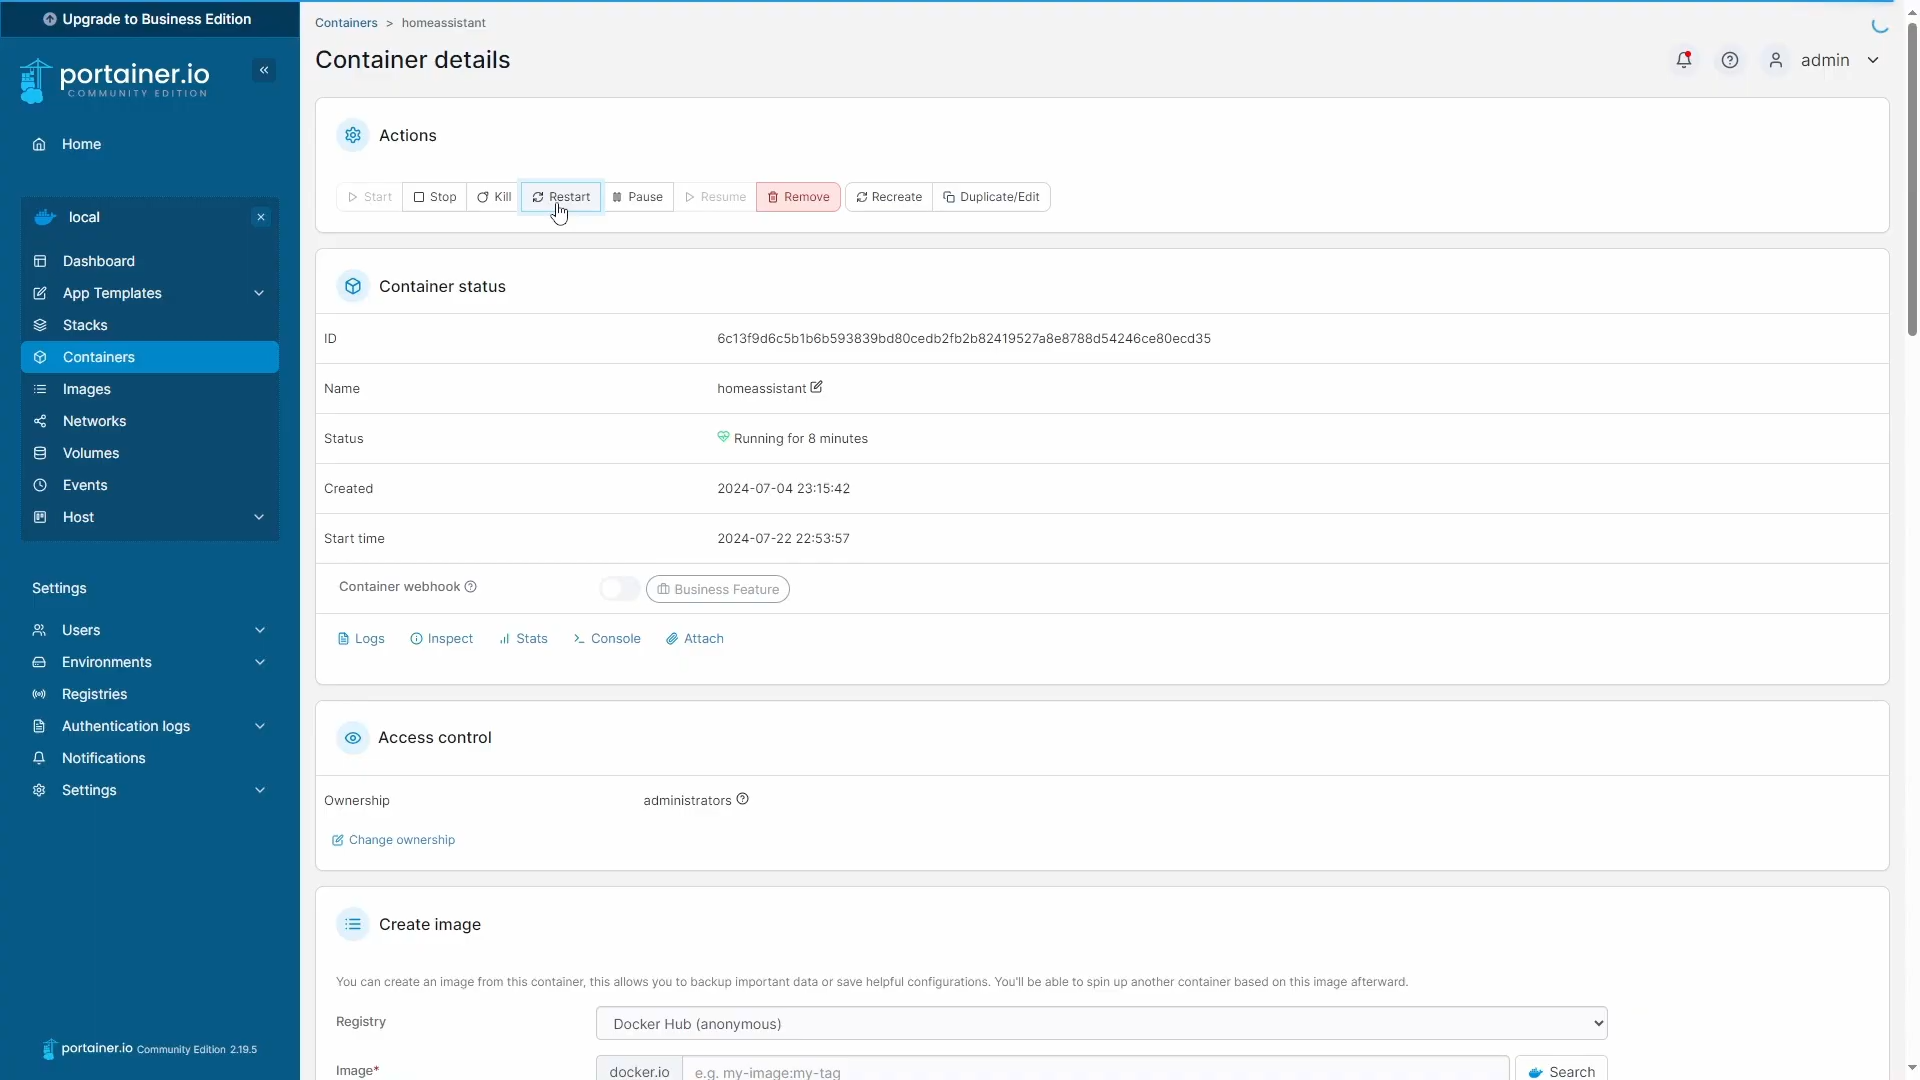 Upgrade to Business Edition
portainer.io
COMMUNITY EDITION
Home
local
Dashboard
App Templates
Stacks
Containers
Images
Networks
Volumes
Events
Host
Settings
Users
Environments
Registries
Authentication logs
Notifications
Settings
portainer.io Community Edition 2.19.5
Containers > homeassistant
Container details
admin
Actions
Start Stop Kill Restart Pause Resume Remove Recreate Duplicate/Edit
Container status
ID 6c13f9d6c5b1b6b593839bd80cedb2fb2b82419527a8e8788d54246ce80ecd35
Name homeassistant
Status Running for 8 minutes
Created 2024-07-04 23:15:42
Start time 2024-07-22 22:53:57
Container webhook Business Feature
Logs Inspect Stats Console Attach
Access control
Ownership administrators
Change ownership
Create image
You can create an image from this container, this allows you to backup important data or save helpful configurations. You'll be able to spin up another container based on this image afterward.
Registry Docker Hub (anonymous)
Image* docker.io e.g. my-image:my-tag Search